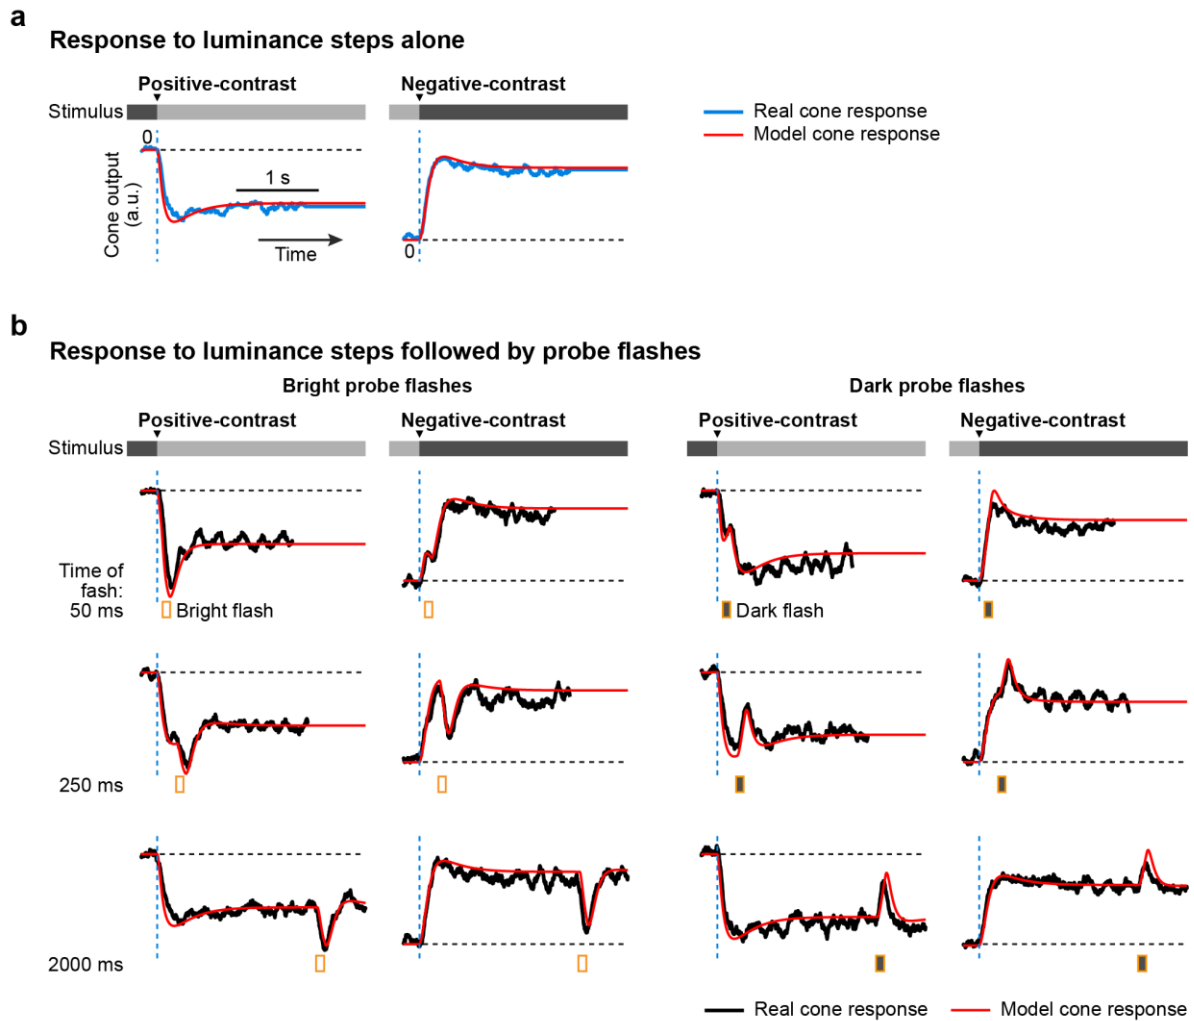 a
Response to luminance steps alone
Positive-contrast
Negative-contrast
Stimulus
Real cone response
Model cone response
0
Cone output
(a.u.)
1 s
Time
0
b
Response to luminance steps followed by probe flashes
Bright probe flashes
Dark probe flashes
Positive-contrast
Negative-contrast
Positive-contrast
Negative-contrast
Stimulus
Time of
fash:
50 ms
Bright flash
Dark flash
250 ms
2000 ms
Real cone response
Model cone response